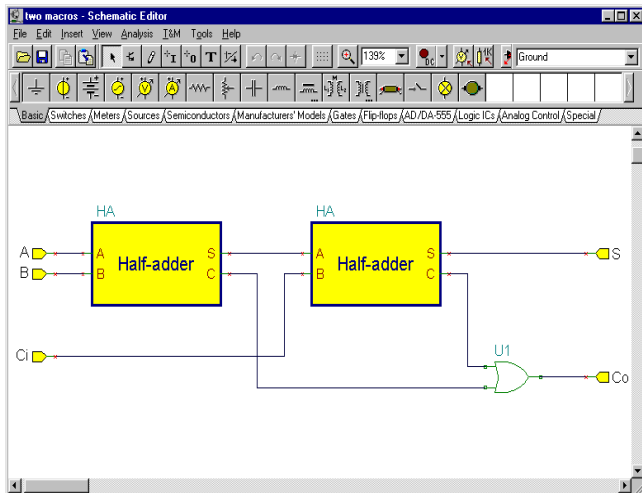 two macros - Schematic Editor
File Edit Insert View Analysis T&M Tools Help
T 139% DC 1K Ground
Basic Switches Meters Sources Semiconductors Manufacturers' Models Gates Flip-flops AD/DA-555 Logic ICs Analog Control Special
HA HA
A A S A S S
Half-adder Half-adder
B B C B C
U1
Ci
Co